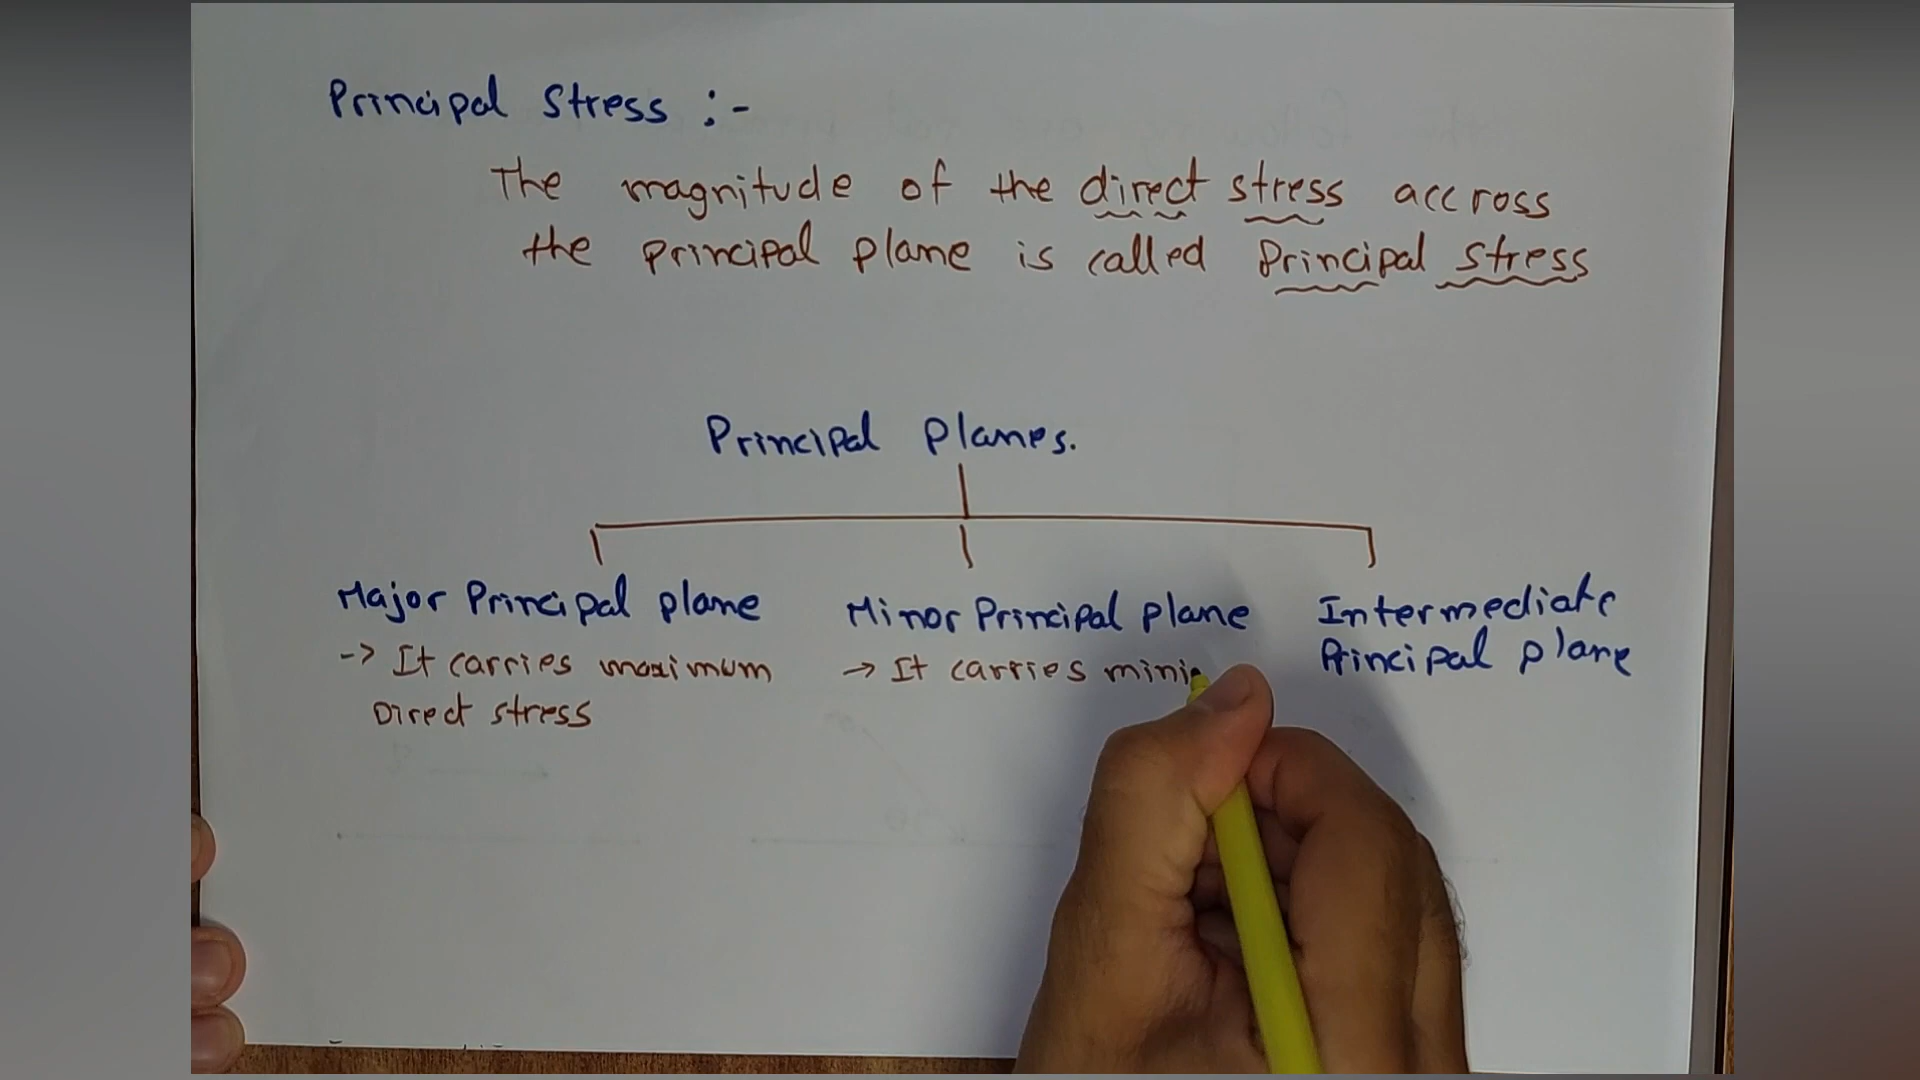 Principal Stress :-
The magnitude of the direct stress accross
the principal plane is called Principal stress
Principal Planes.
Major Principal plane
-> It carries maximum
Direct stress
Minor Principal plane
→ It carries mini
Intermediate
Principal plane